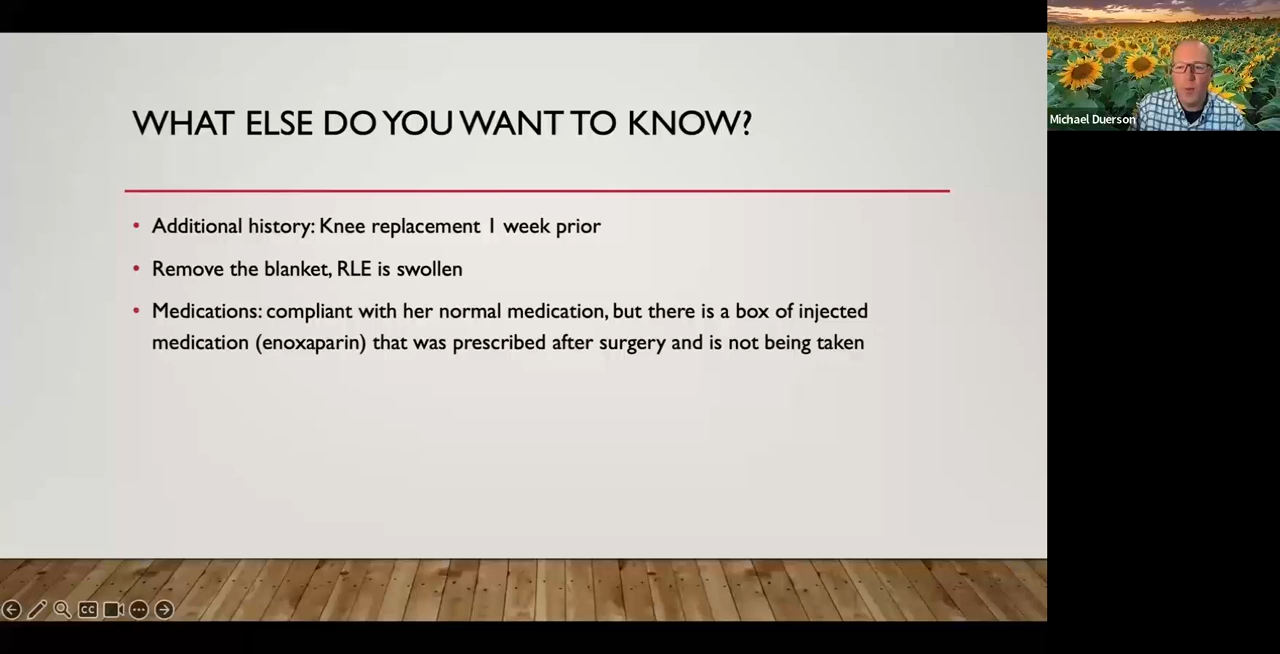 WHAT ELSE DO YOU WANT TO KNOW?
• Additional history: Knee replacement 1 week prior
• Remove the blanket, RLE is swollen
• Medications: compliant with her normal medication, but there is a box of injected
medication (enoxaparin) that was prescribed after surgery and is not being taken
Michael Duerson
CC